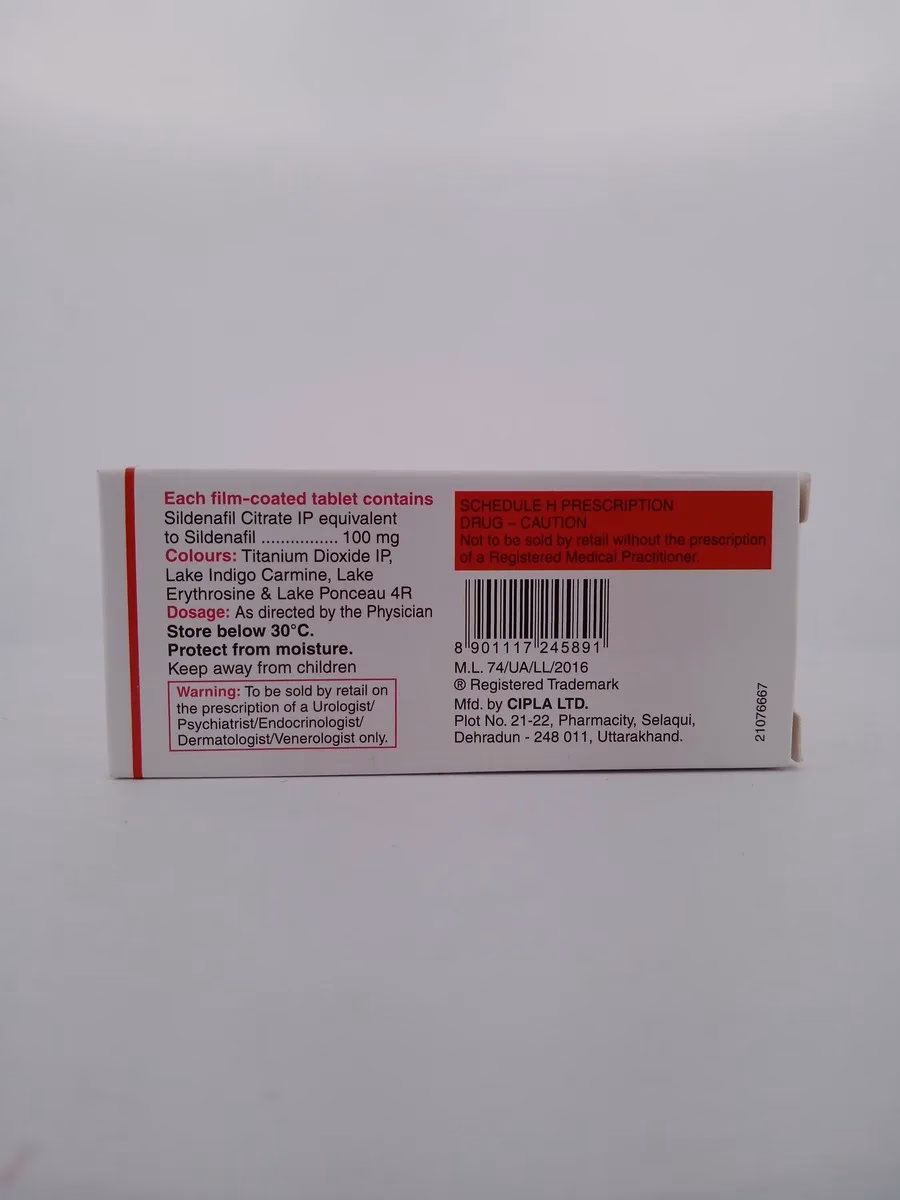 Each film-coated tablet contains
Sildenafil Citrate IP equivalent
to Sildenafil ................ 100 mg
Colours: Titanium Dioxide IP,
Lake Indigo Carmine, Lake
Erythrosine & Lake Ponceau 4R
Dosage: As directed by the Physician
Store below 30°C.
Protect from moisture.
Keep away from children
Warning: To be sold by retail on
the prescription of a Urologist/
Psychiatrist/Endocrinologist/
Dermatologist/Venerologist only.
SCHEDULE H PRESCRIPTION
DRUG – CAUTION
Not to be sold by retail without the prescription
of a Registered Medical Practitioner.
8 901117 245891
M.L. 74/UA/LL/2016
® Registered Trademark
Mfd. by CIPLA LTD.
Plot No. 21-22, Pharmacity, Selaqui,
Dehradun - 248 011, Uttarakhand.
21076667